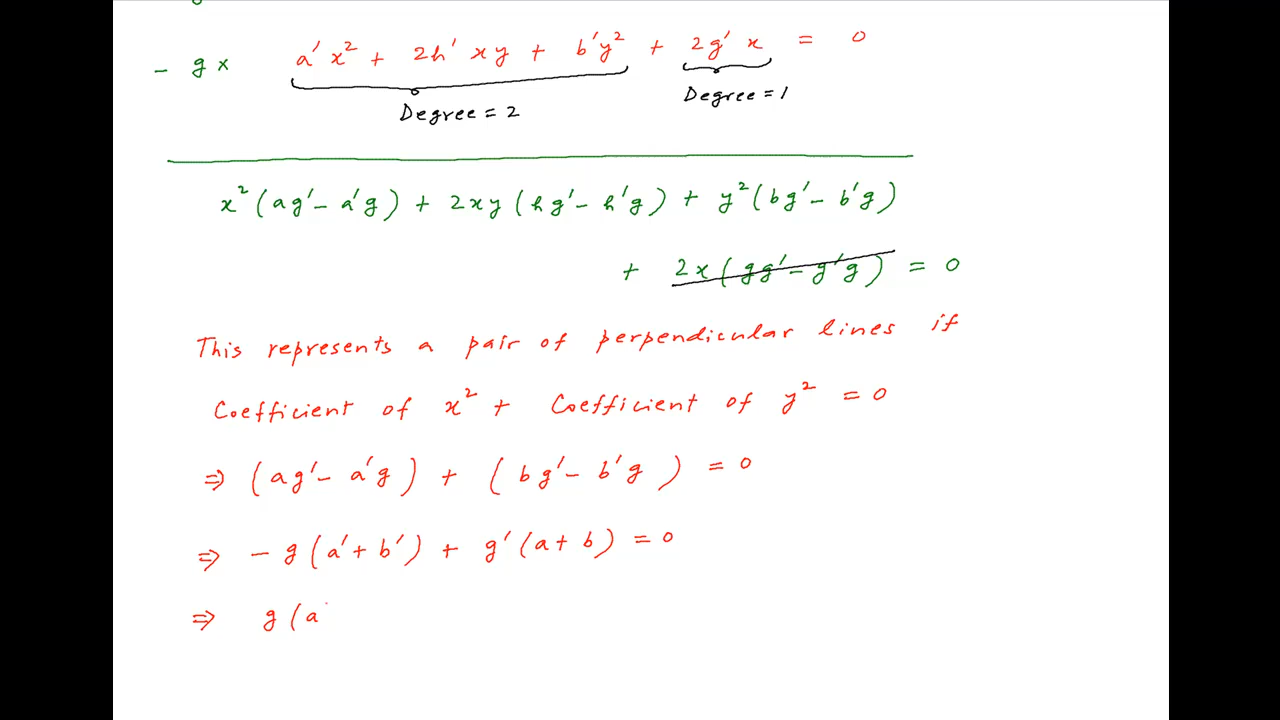 - g × a′x² + 2h′xy + b′y² + 2g′x = 0
Degree = 2 Degree = 1
x²(ag′ - a′g) + 2xy(hg′ - h′g) + y²(bg′ - b′g)
+ 2x(gg′ - g′g) = 0
This represents a pair of perpendicular lines if
Coefficient of x² + Coefficient of y² = 0
⇒ (ag′ - a′g) + (bg′ - b′g) = 0
⇒ - g(a′ + b′) + g′(a + b) = 0
⇒ g(a